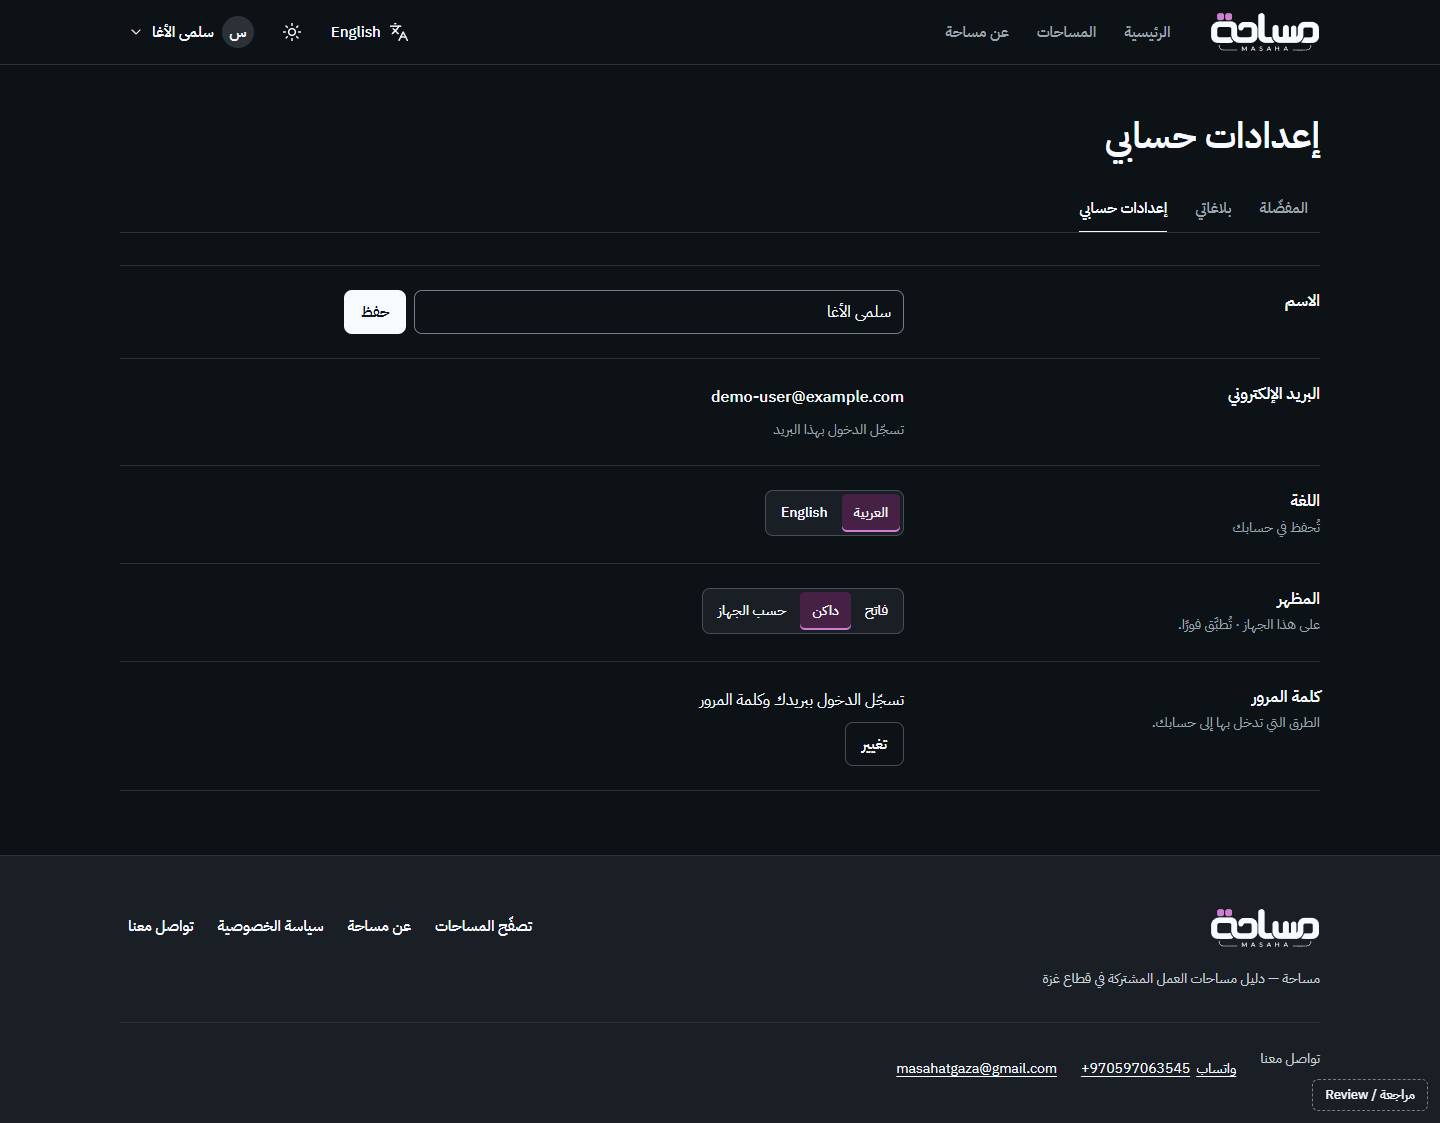 مساحة
MASAHA
الرئيسية
المساحات
عن مساحة
English
س
سلمى الأغا
إعدادات حسابي
المفضّلة
بلاغاتي
إعدادات حسابي
الاسم
سلمى الأغا
حفظ
البريد الإلكتروني
demo-user@example.com
تسجّل الدخول بهذا البريد
اللغة
تُحفظ في حسابك
العربية
English
المظهر
على هذا الجهاز · تُطبَّق فورًا.
فاتح
داكن
حسب الجهاز
كلمة المرور
الطرق التي تدخل بها إلى حسابك.
تسجّل الدخول ببريدك وكلمة المرور
تغيير
مساحة
MASAHA
مساحة — دليل مساحات العمل المشتركة في قطاع غزة
تصفّح المساحات
عن مساحة
سياسة الخصوصية
تواصل معنا
تواصل معنا
واتساب +970597063545
masahatgaza@gmail.com
مراجعة / Review